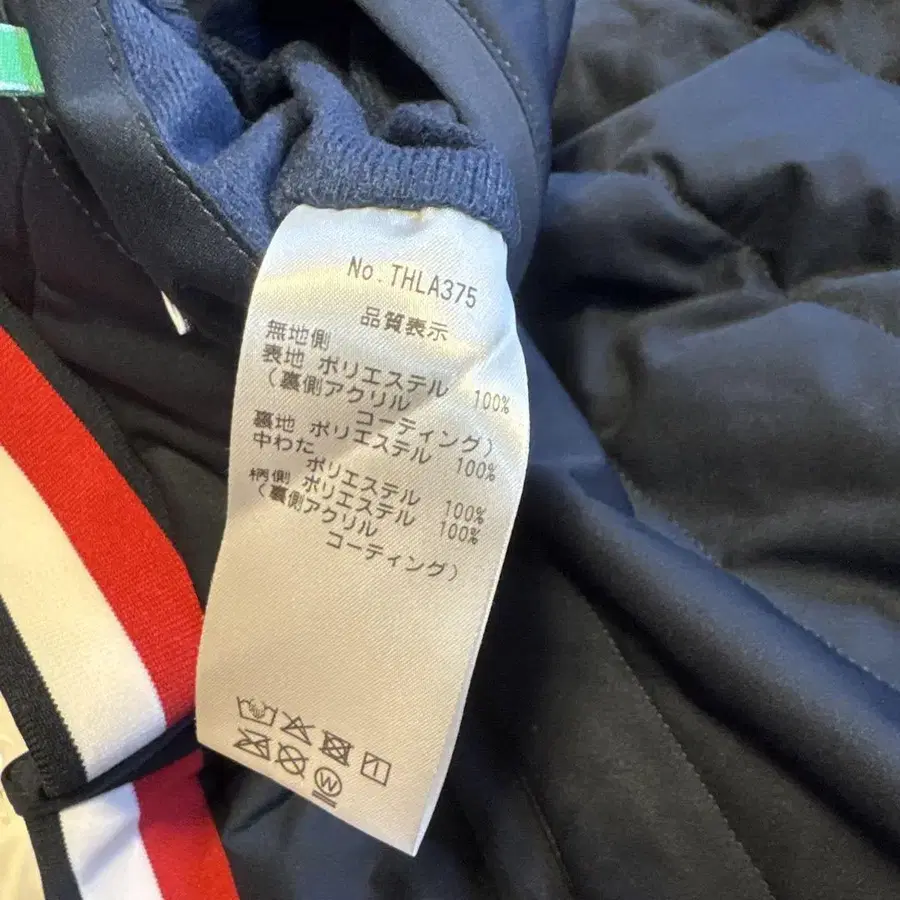 No.THLA375
品質表示
無地側
表地 ポリエステル 100%
(裏側アクリル
コーティング)
裏地 ポリエステル 100%
中わた
ポリエステル 100%
柄側 ポリエステル 100%
(裏側アクリル
コーティング)
W